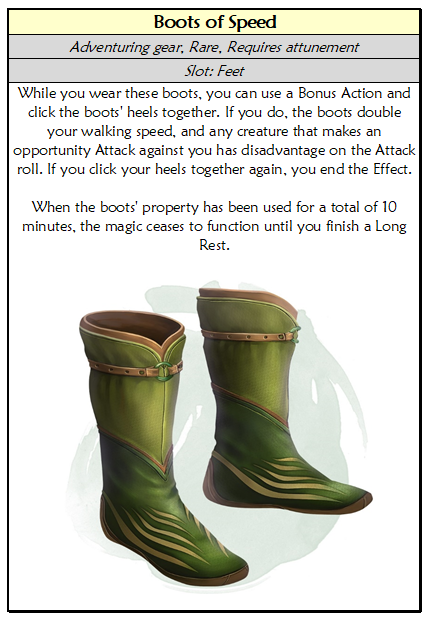 Boots of Speed
Adventuring gear, Rare, Requires attunement
Slot: Feet
While you wear these boots, you can use a Bonus Action and
click the boots' heels together. If you do, the boots double
your walking speed, and any creature that makes an
opportunity Attack against you has disadvantage on the Attack
roll. If you click your heels together again, you end the Effect.
When the boots' property has been used for a total of 10
minutes, the magic ceases to function until you finish a Long
Rest.